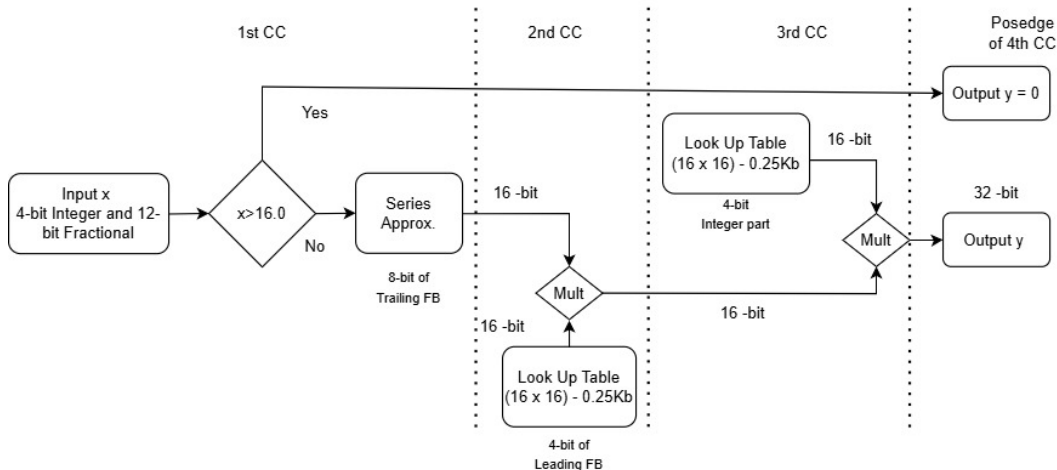 1st CC
2nd CC
3rd CC
Posedge
of 4th CC
Yes
Output y = 0
Look Up Table
(16 x 16) - 0.25Kb
16 -bit
4-bit
Integer part
Input x
4-bit Integer and 12-
bit Fractional
x>16.0
No
Series
Approx.
16 -bit
8-bit of
Trailing FB
Mult
32 -bit
Output y
Mult
16 -bit
16 -bit
Look Up Table
(16 x 16) - 0.25Kb
4-bit of
Leading FB